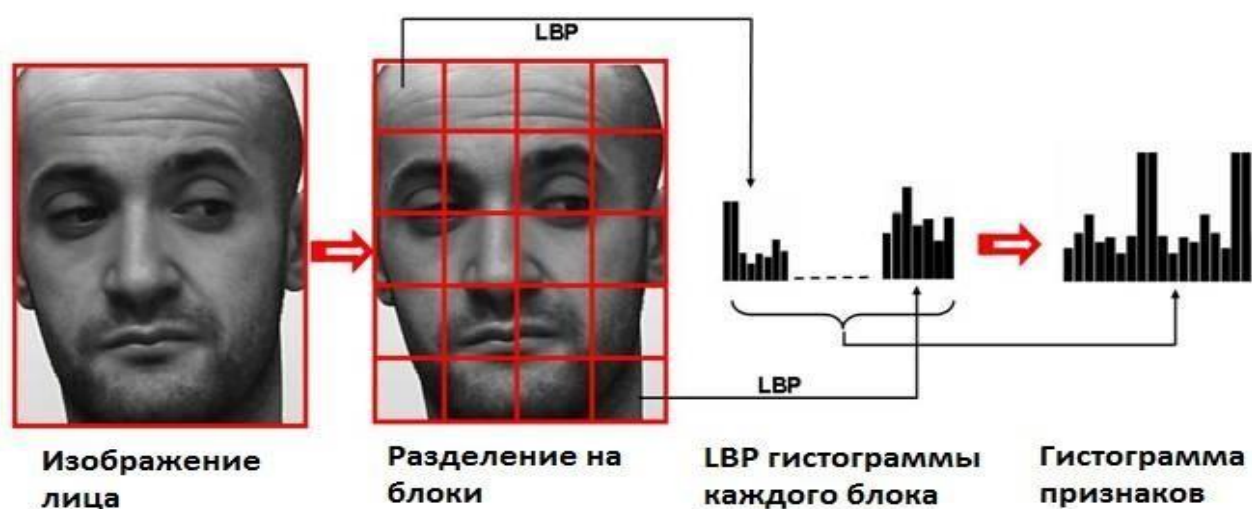 LBP
LBP
Изображение
лица
Разделение на
блоки
LBP гистограммы
каждого блока
Гистограмма
признаков